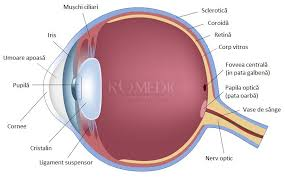 Mușchi ciliari
Iris
Umoare apoasă
Pupilă
Cornee
Cristalin
Ligament suspensor
Sclerotică
Coroidă
Retină
Corp vitros
Foveea centrală
(în pata galbenă)
Papila optică
(pata oarbă)
Vase de sânge
Nerv optic
ROMEDIC